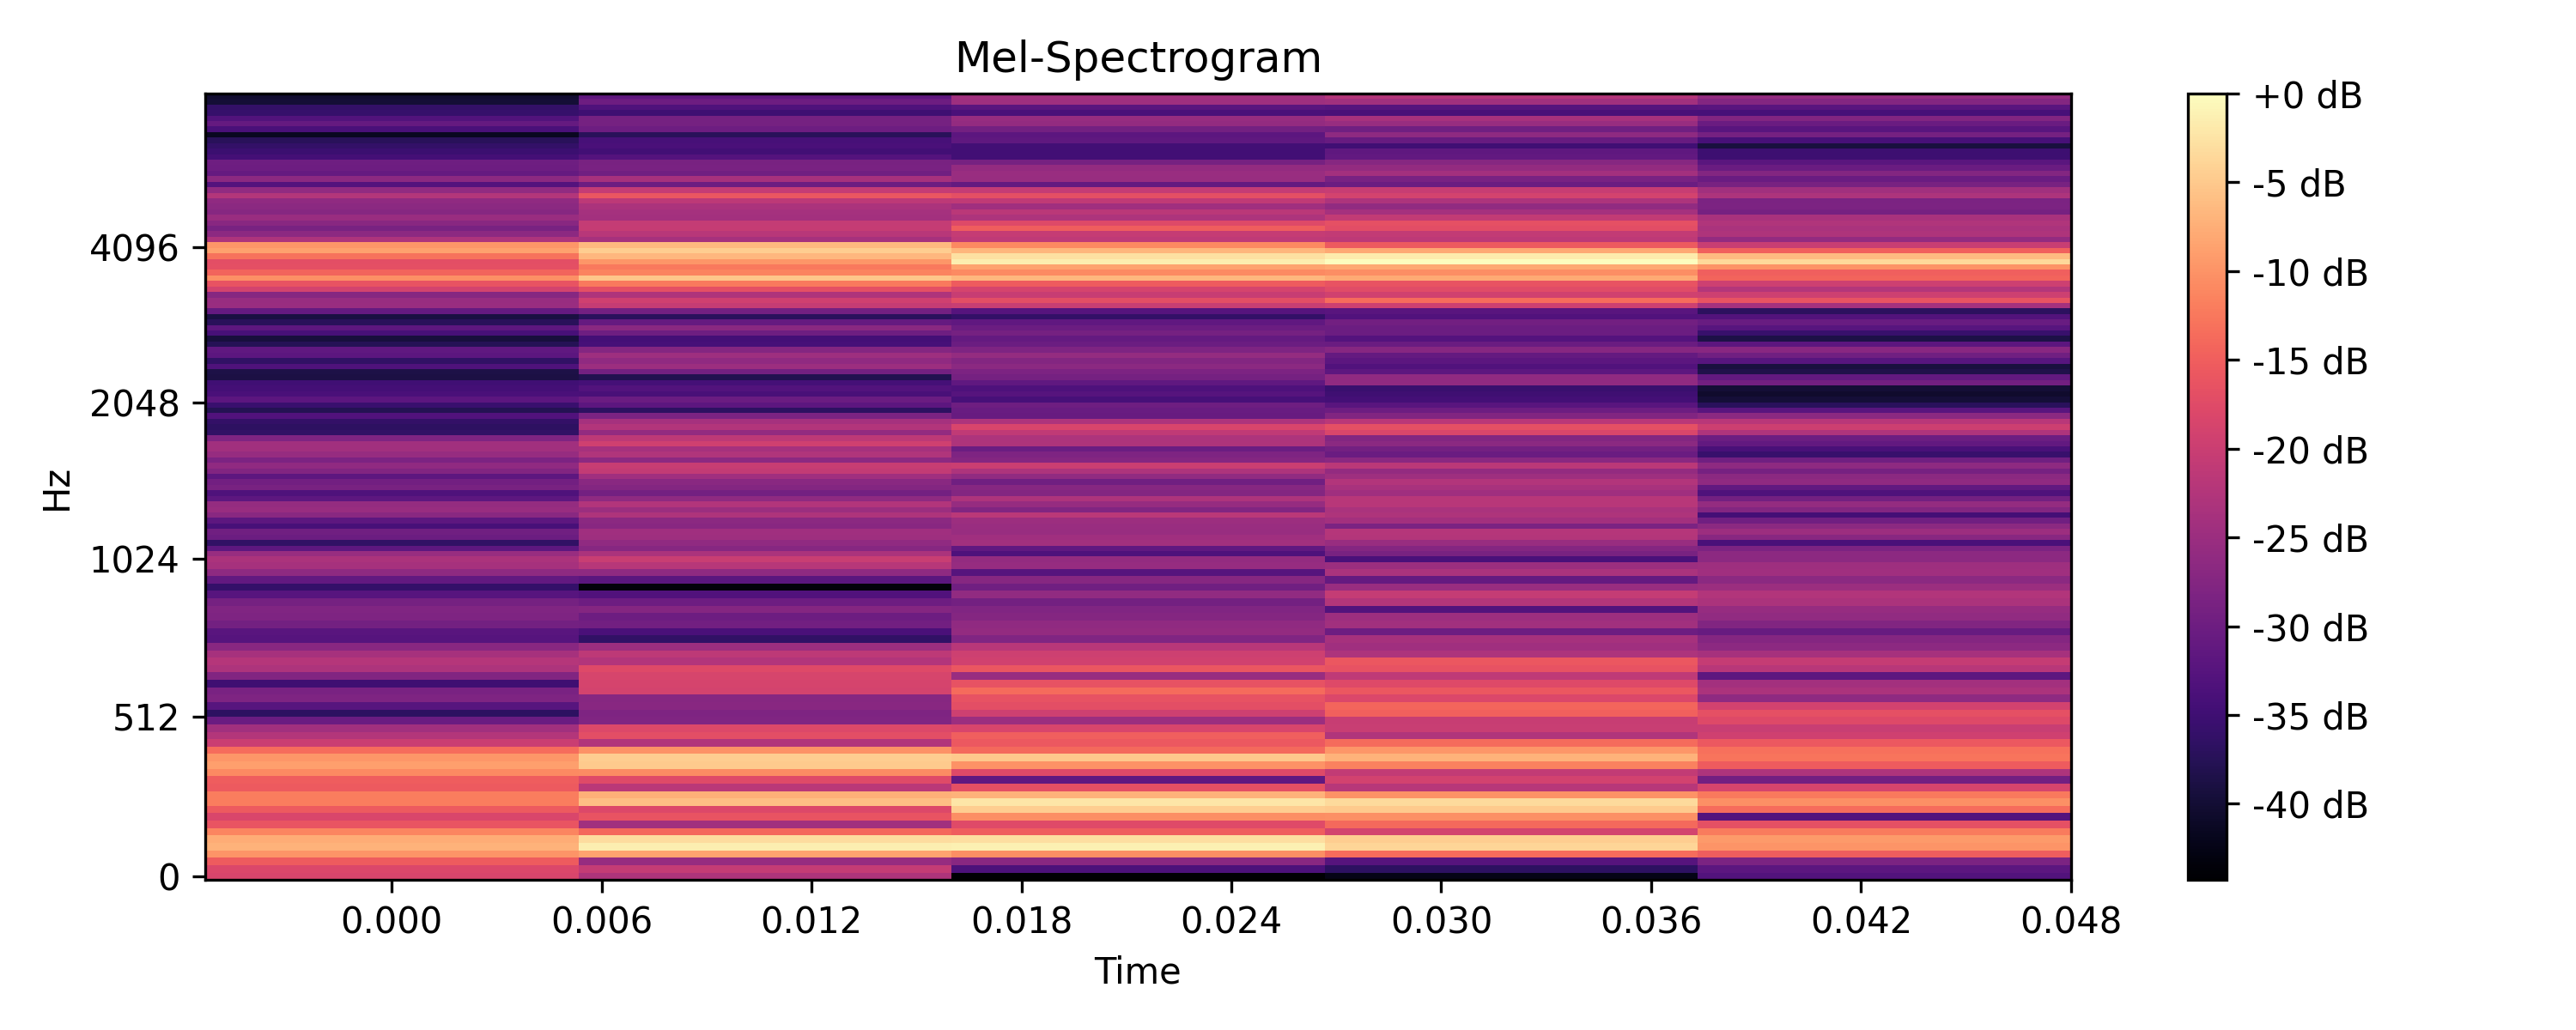 Mel-Spectrogram
+0 dB
-5 dB
-10 dB
-15 dB
-20 dB
-25 dB
-30 dB
-35 dB
-40 dB
Hz
4096
2048
1024
512
0
0.000 0.006 0.012 0.018 0.024 0.030 0.036 0.042 0.048
Time